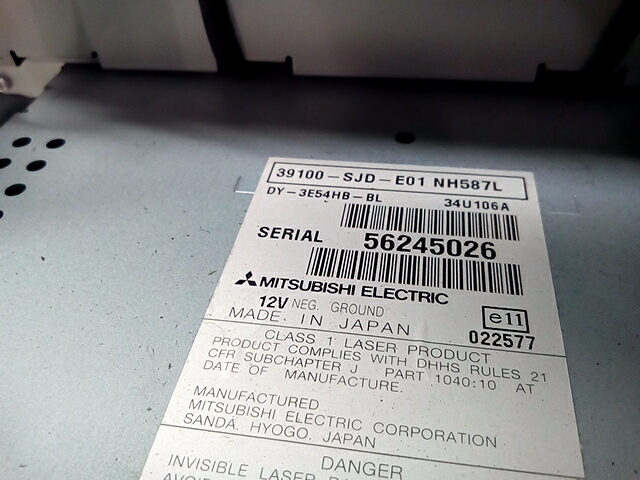 39100-SJD-E01 NH587L
DY-3E54HB-BL 34U106A
SERIAL 56245026
MITSUBISHI ELECTRIC
12V NEG. GROUND e11
MADE IN JAPAN 022577
CLASS 1 LASER PRODUCT
PRODUCT COMPLIES WITH DHHS RULES 21
CFR SUBCHAPTER J PART 1040:10 AT
DATE OF MANUFACTURE.
MANUFACTURED
MITSUBISHI ELECTRIC CORPORATION
SANDA, HYOGO, JAPAN
DANGER
INVISIBLE LASER